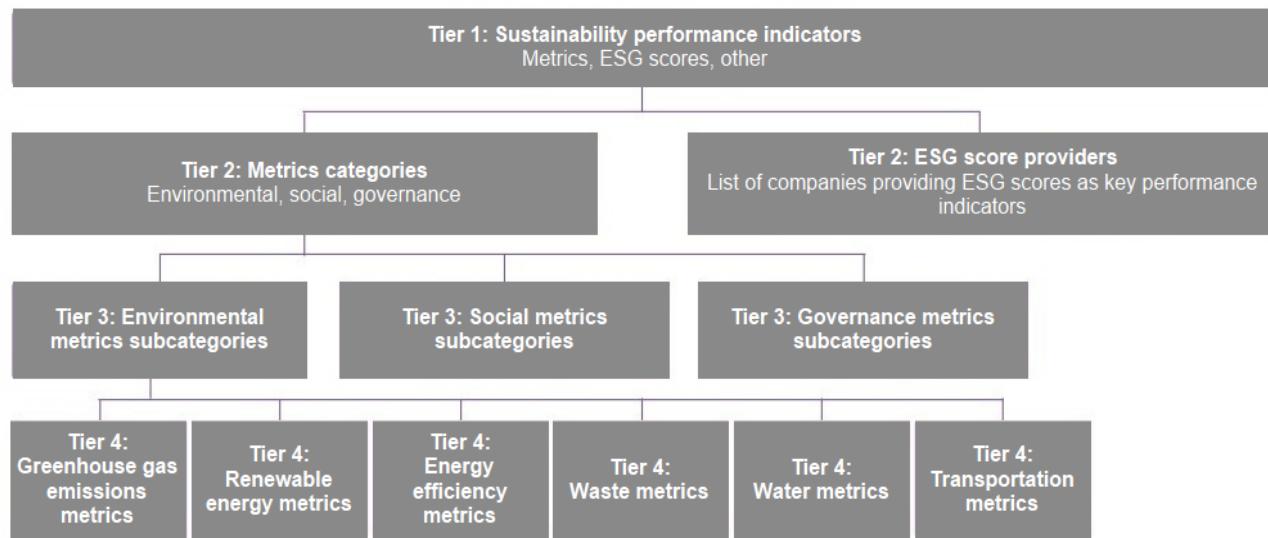 Tier 1: Sustainability performance indicators
Metrics, ESG scores, other
Tier 2: Metrics categories
Environmental, social, governance
Tier 2: ESG score providers
List of companies providing ESG scores as key performance
indicators
Tier 3: Environmental
metrics subcategories
Tier 3: Social metrics
subcategories
Tier 3: Governance metrics
subcategories
Tier 4:
Greenhouse gas
emissions
metrics
Tier 4:
Renewable
energy metrics
Tier 4:
Energy
efficiency
metrics
Tier 4:
Waste metrics
Tier 4:
Water metrics
Tier 4:
Transportation
metrics